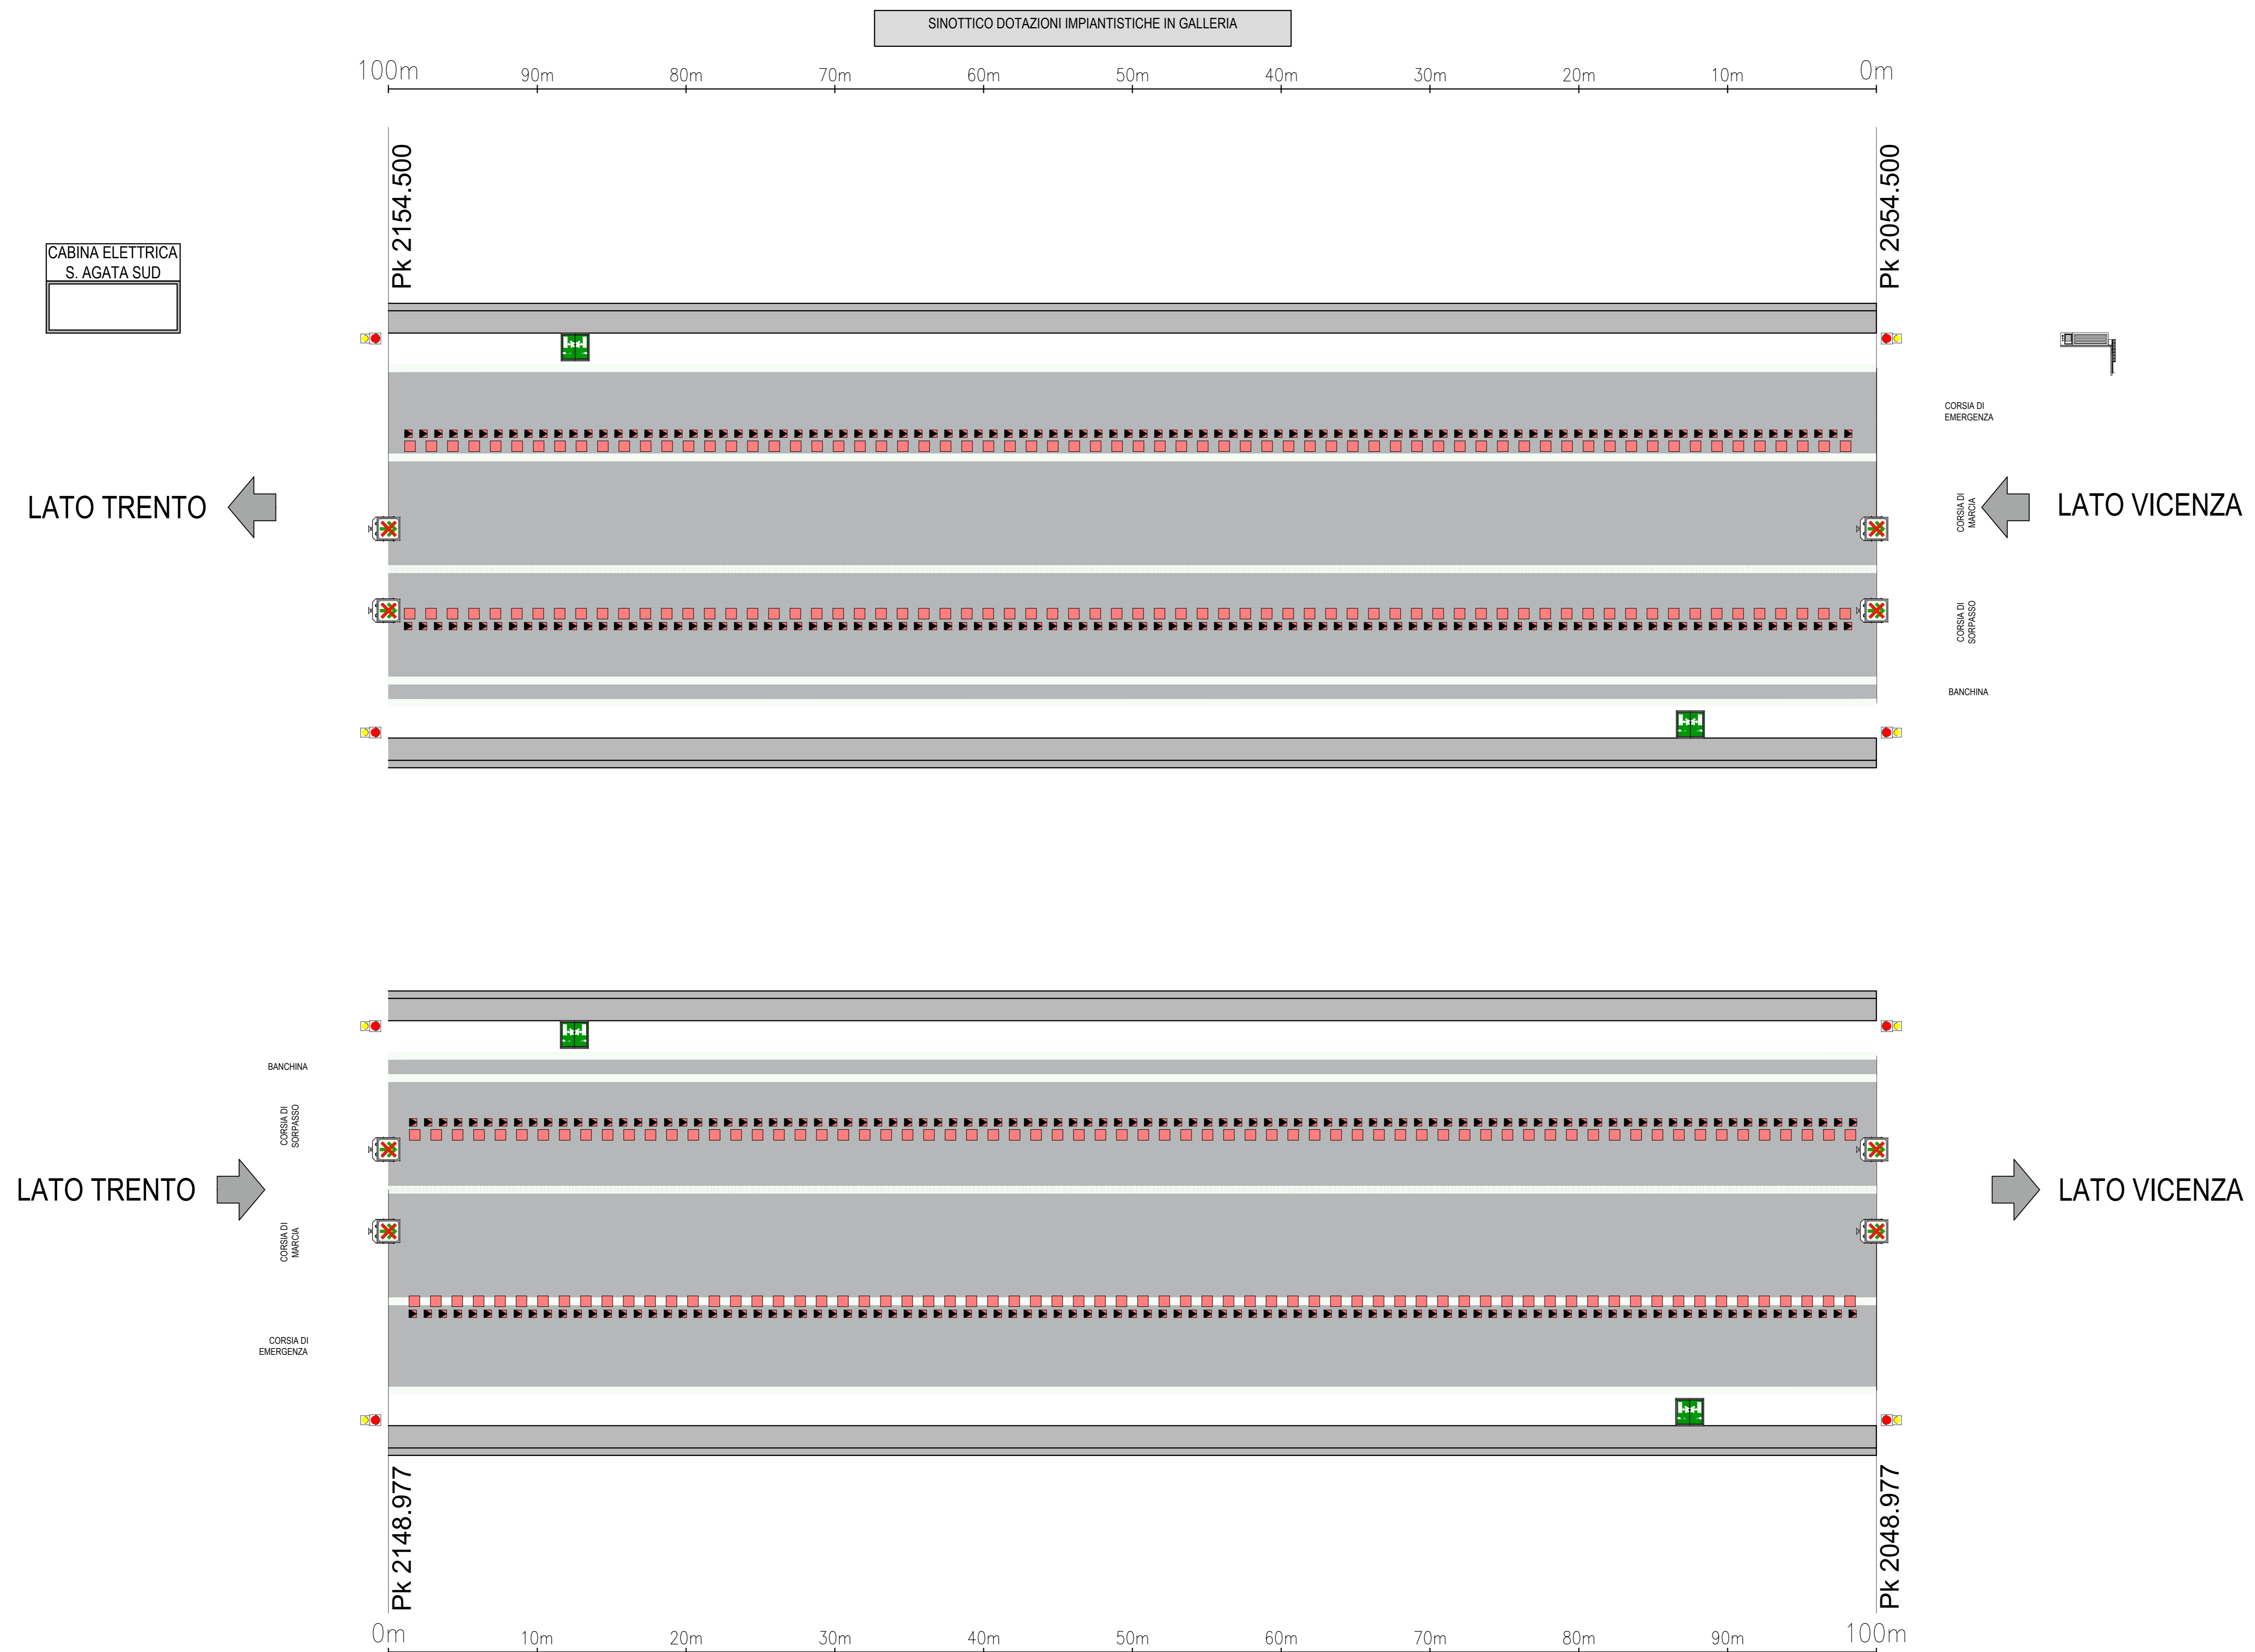 SINOTTICO DOTAZIONI IMPIANTISTICHE IN GALLERIA
100m 90m 80m 70m 60m 50m 40m 30m 20m 10m 0m
Pk 2154.500
Pk 2054.500
CABINA ELETTRICA
S. AGATA SUD
CORSIA DI
EMERGENZA
LATO TRENTO
CORSIA DI
MARCIA
LATO VICENZA
CORSIA DI
SORPASSO
BANCHINA
BANCHINA
CORSIA DI
SORPASSO
LATO TRENTO
LATO VICENZA
CORSIA DI
MARCIA
CORSIA DI
EMERGENZA
Pk 2148.977
Pk 2048.977
0m 10m 20m 30m 40m 50m 60m 70m 80m 90m 100m